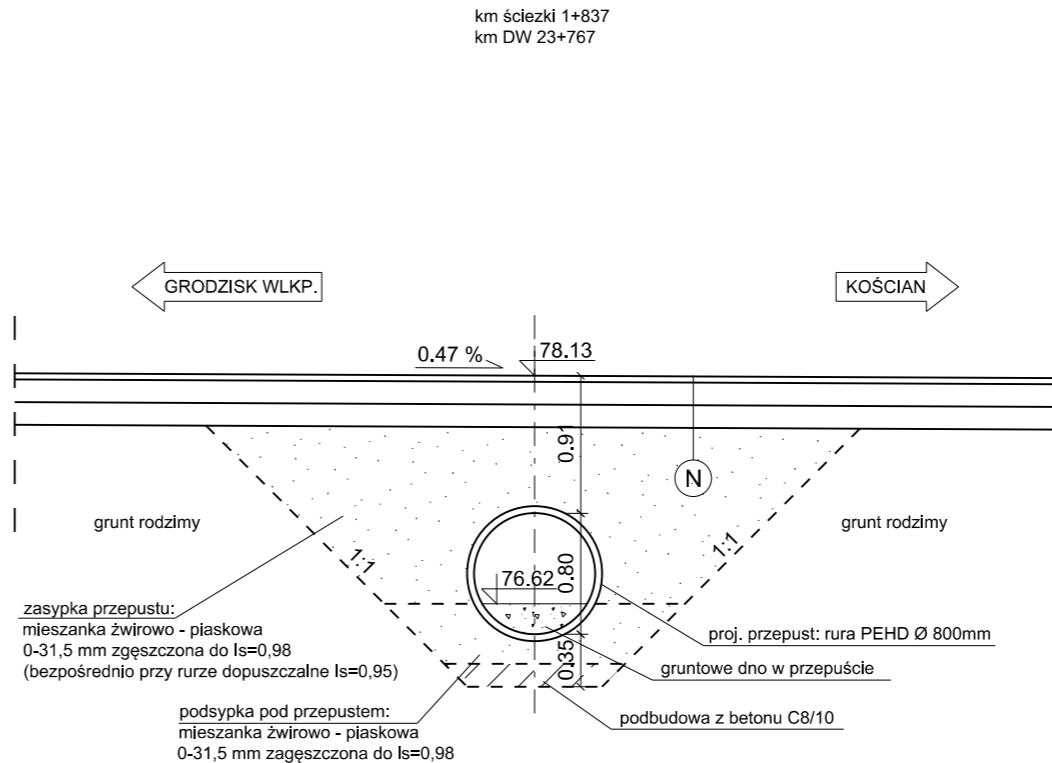 km ściezki 1+837
km DW 23+767
GRODZISK WLKP.
KOŚCIAN
0.47 %
78.13
0.91
N
grunt rodzimy
grunt rodzimy
1:1
1:1
0.80
76.62
zasypka przepustu:
mieszanka żwirowo - piaskowa
0-31,5 mm zgęszczona do Is=0,98
(bezpośrednio przy rurze dopuszczalne Is=0,95)
proj. przepust: rura PEHD Ø 800mm
gruntowe dno w przepuście
0.35
podsypka pod przepustem:
mieszanka żwirowo - piaskowa
0-31,5 mm zagęszczona do Is=0,98
podbudowa z betonu C8/10